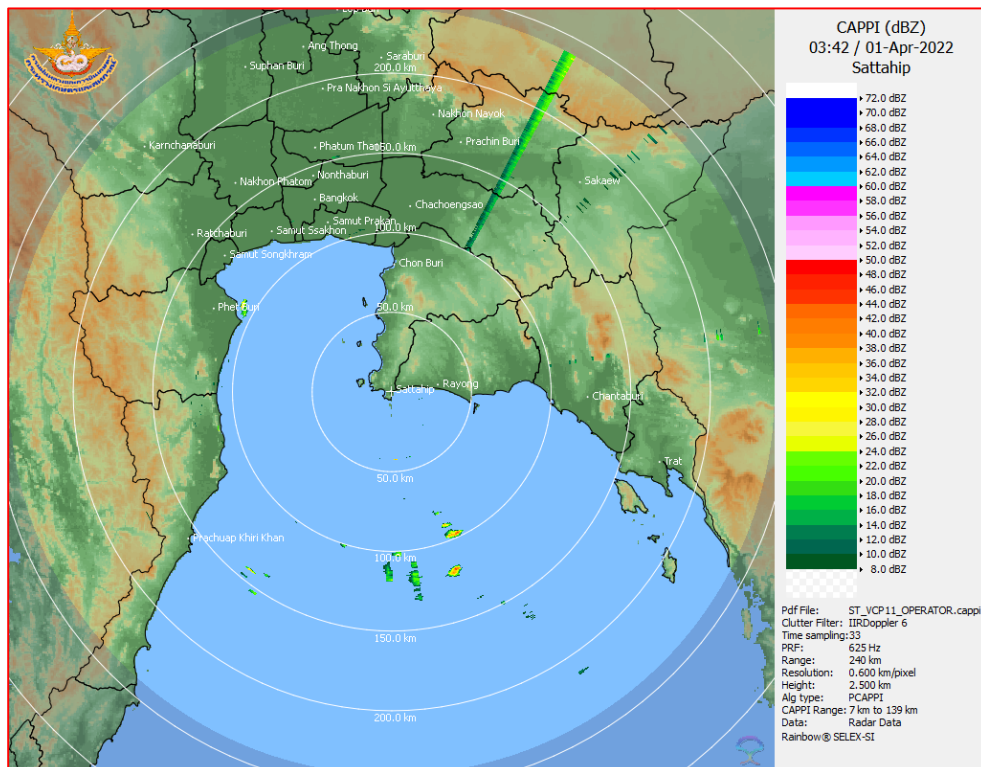 CAPPI (dBZ)
03:42 / 01-Apr-2022
Sattahip
72.0 dBZ
70.0 dBZ
68.0 dBZ
66.0 dBZ
64.0 dBZ
62.0 dBZ
60.0 dBZ
58.0 dBZ
56.0 dBZ
54.0 dBZ
52.0 dBZ
50.0 dBZ
48.0 dBZ
46.0 dBZ
44.0 dBZ
42.0 dBZ
40.0 dBZ
38.0 dBZ
36.0 dBZ
34.0 dBZ
32.0 dBZ
30.0 dBZ
28.0 dBZ
26.0 dBZ
24.0 dBZ
22.0 dBZ
20.0 dBZ
18.0 dBZ
16.0 dBZ
14.0 dBZ
12.0 dBZ
10.0 dBZ
8.0 dBZ
Pdf File: ST_VCP11_OPERATOR.cappi
Clutter Filter: IIRDoppler 6
Time sampling:33
PRF: 625 Hz
Range: 240 km
Resolution: 0.600 km/pixel
Height: 2.500 km
Alg type: PCAPPI
CAPPI Range: 7 km to 139 km
Data: Radar Data
Rainbow® SELEX-SI
Ang Thong
Saraburi
Suphan Buri
200.0 km
Pra Nakhon Si Ayutthaya
Nakhon Nayok
Karnchanaburi
Phatum Thani
150.0 km
Prachin Buri
Nakhon Phatom
Nonthaburi
Sakaew
Bangkok
Chachoengsao
Samut Prakan
100.0 km
Ratchaburi
Samut Ssakhon
Samut Songkhram
Chon Buri
Phet Buri
50.0 km
Sattahip
Rayong
Chantaburi
Trat
50.0 km
Prachuap Khiri Khan
100.0 km
150.0 km
200.0 km